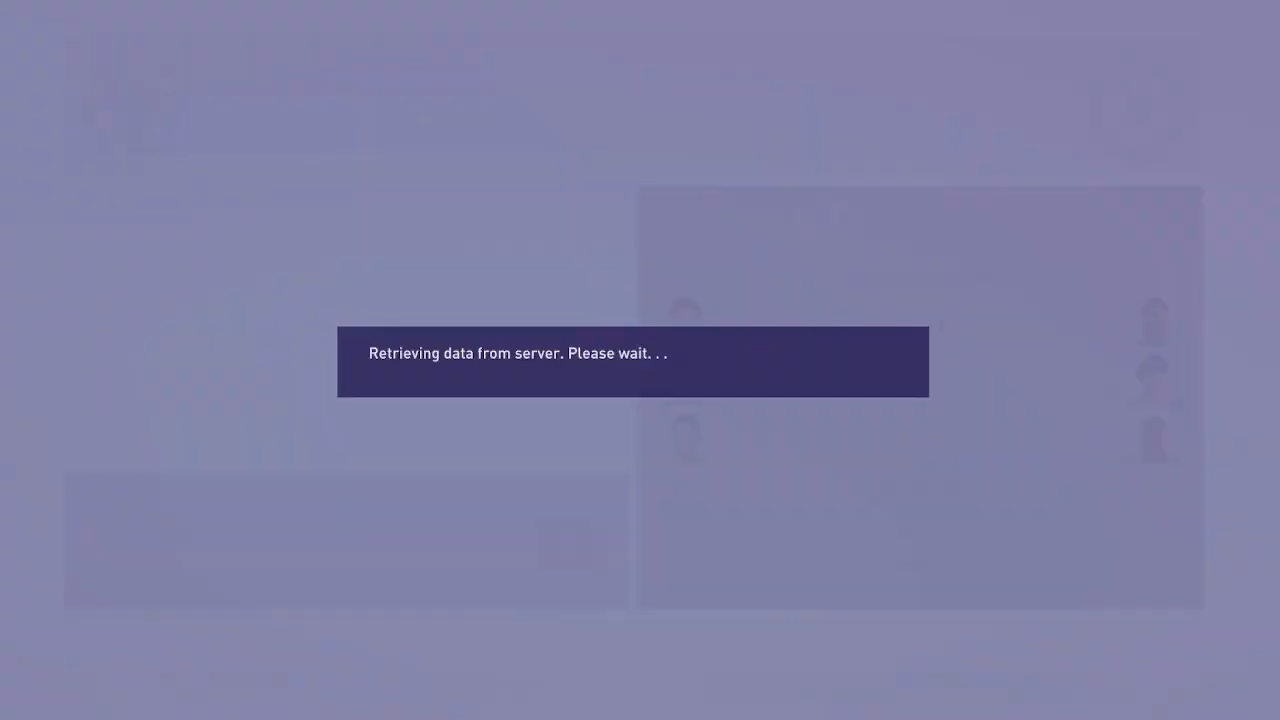 Retrieving data from server. Please wait. . .